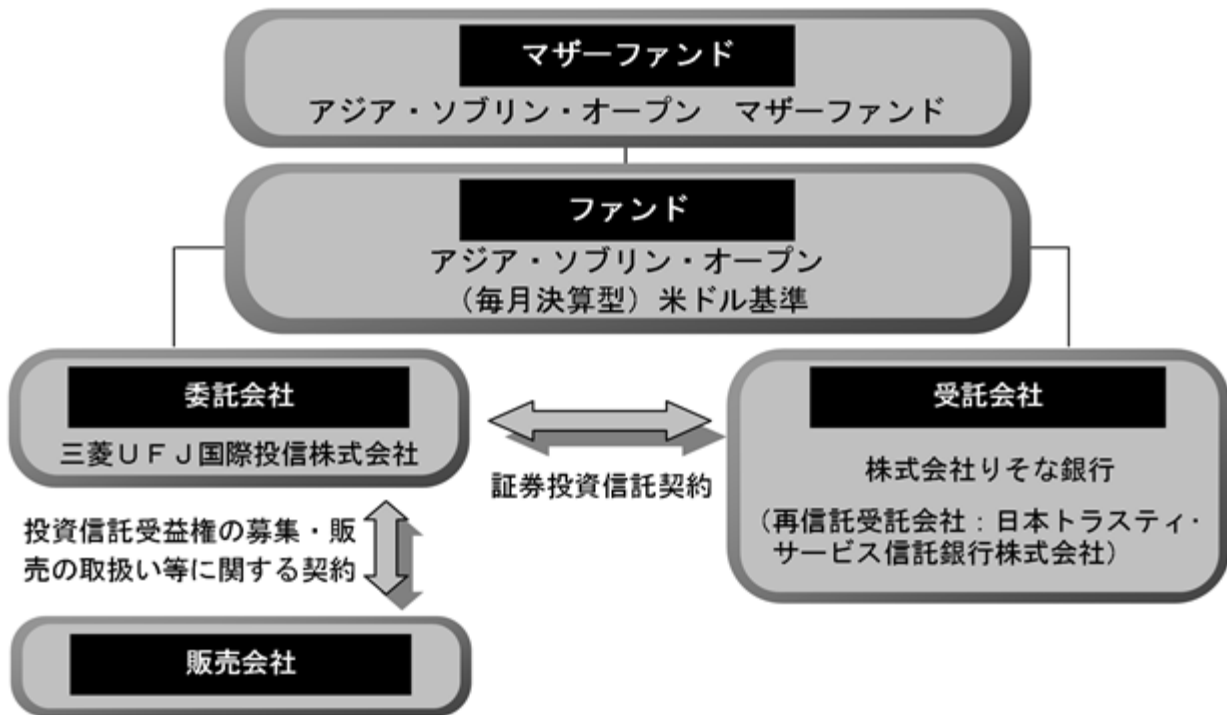 マザーファンド
アジア・ソブリン・オープン　マザーファンド
ファンド
アジア・ソブリン・オープン
（毎月決算型）米ドル基準
委託会社
三菱ＵＦＪ国際投信株式会社
証券投資信託契約
受託会社
株式会社りそな銀行
（再信託受託会社：日本トラスティ・
サービス信託銀行株式会社）
投資信託受益権の募集・販
売の取扱い等に関する契約
販売会社